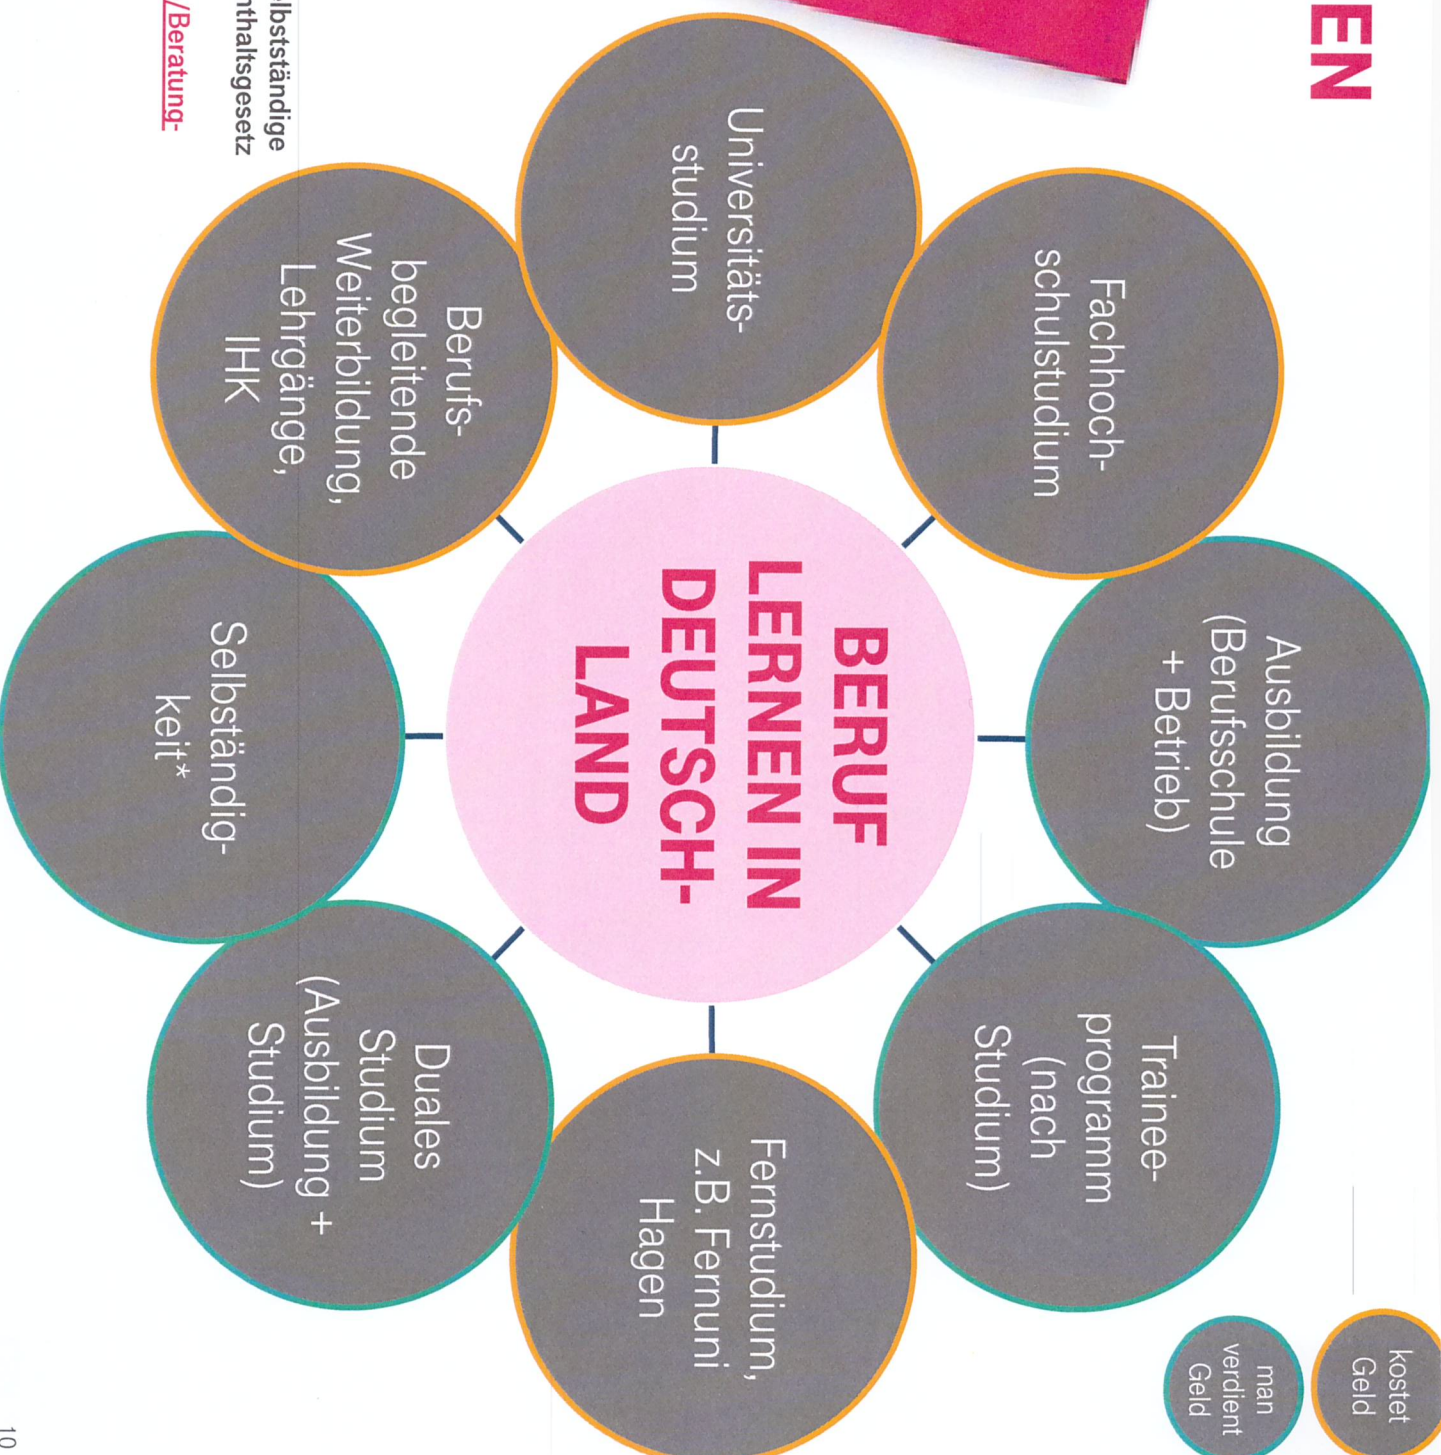 EN
kostet
Geld
man
verdient
Geld
BERUF
LERNEN IN
DEUTSCH-
LAND
Ausbildung
(Berufsschule
+ Betrieb)
Trainee-
programm
(nach
Studium)
Fernstudium,
z.B. Fernuni
Hagen
Duales
Studium
(Ausbildung +
Studium)
Selbständig-
keit*
Berufs-
begleitende
Weiterbildung,
Lehrgänge,
IHK
Universitäts-
studium
Fachhoch-
schulstudium
lbstständige
nthaltsgesetz
/Beratung-
10